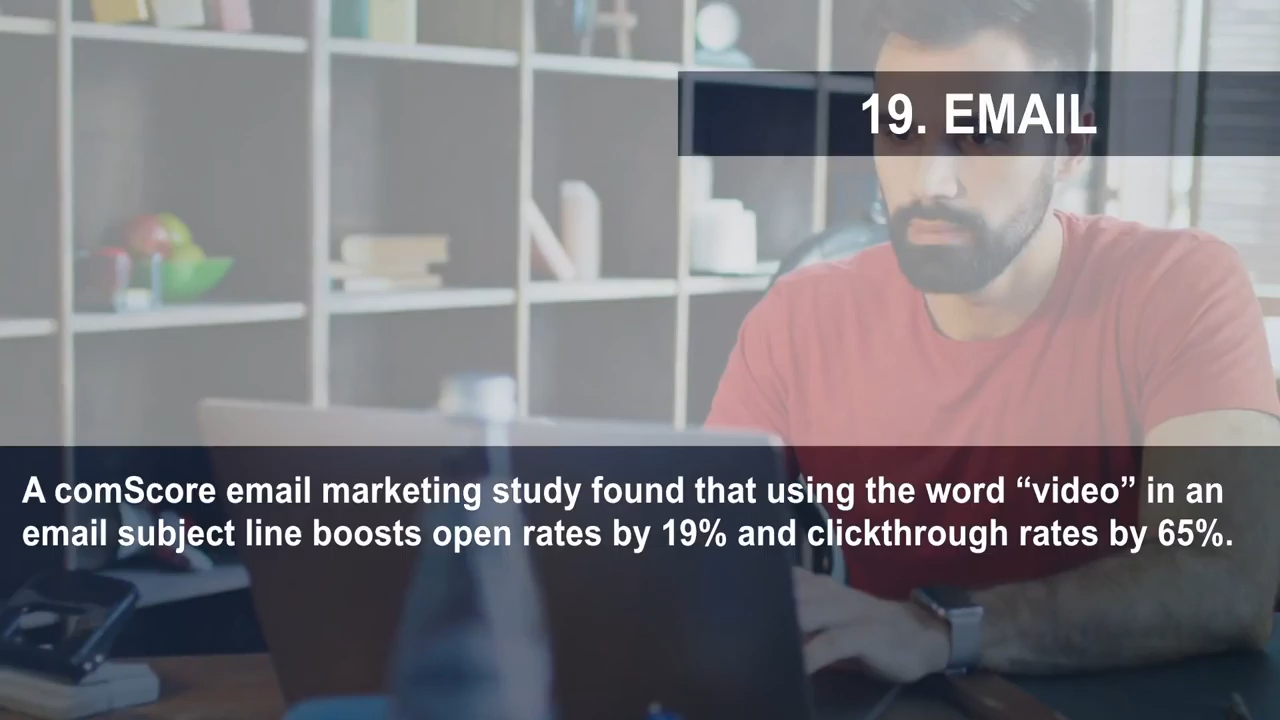 19. EMAIL
A comScore email marketing study found that using the word “video” in an
email subject line boosts open rates by 19% and clickthrough rates by 65%.